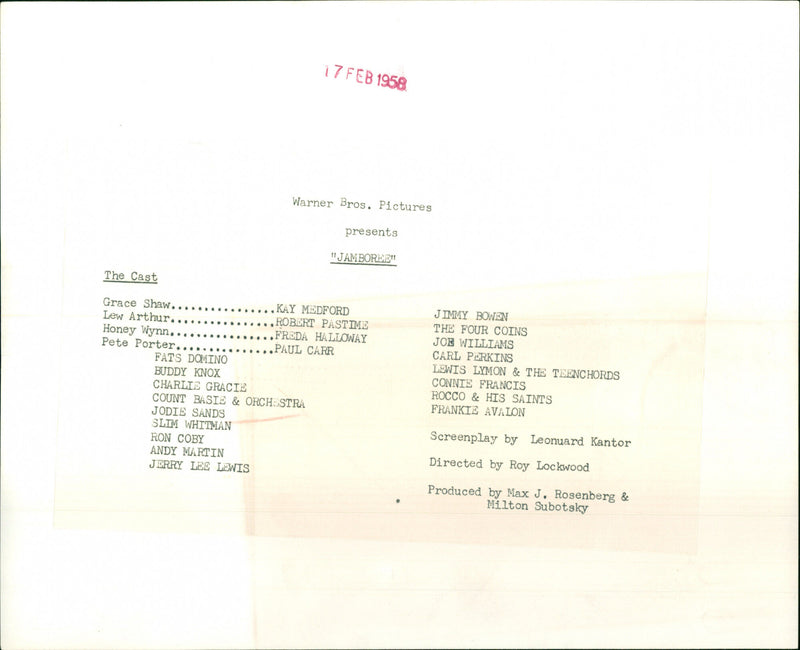 17 FEB 1958
Warner Bros. Pictures
presents
"JAMBOREE"
The Cast
Grace Shaw...............KAY MEDFORD
Lew Arthur...............ROBERT PASTIME
Honey Wynn...............FREDA HALLOWAY
Pete Porter..............PAUL CARR
FATS DOMINO
BUDDY KNOX
CHARLIE GRACIE
COUNT BASIE & ORCHESTRA
JODIE SANDS
SLIM WHITMAN
RON COBY
ANDY MARTIN
JERRY LEE LEWIS
JIMMY BOWEN
THE FOUR COINS
JOE WILLIAMS
CARL PERKINS
LEWIS LYMON & THE TEENCHORDS
CONNIE FRANCIS
ROCCO & HIS SAINTS
FRANKIE AVALON
Screenplay by Leonuard Kantor
Directed by Roy Lockwood
Produced by Max J. Rosenberg &
Milton Subotsky